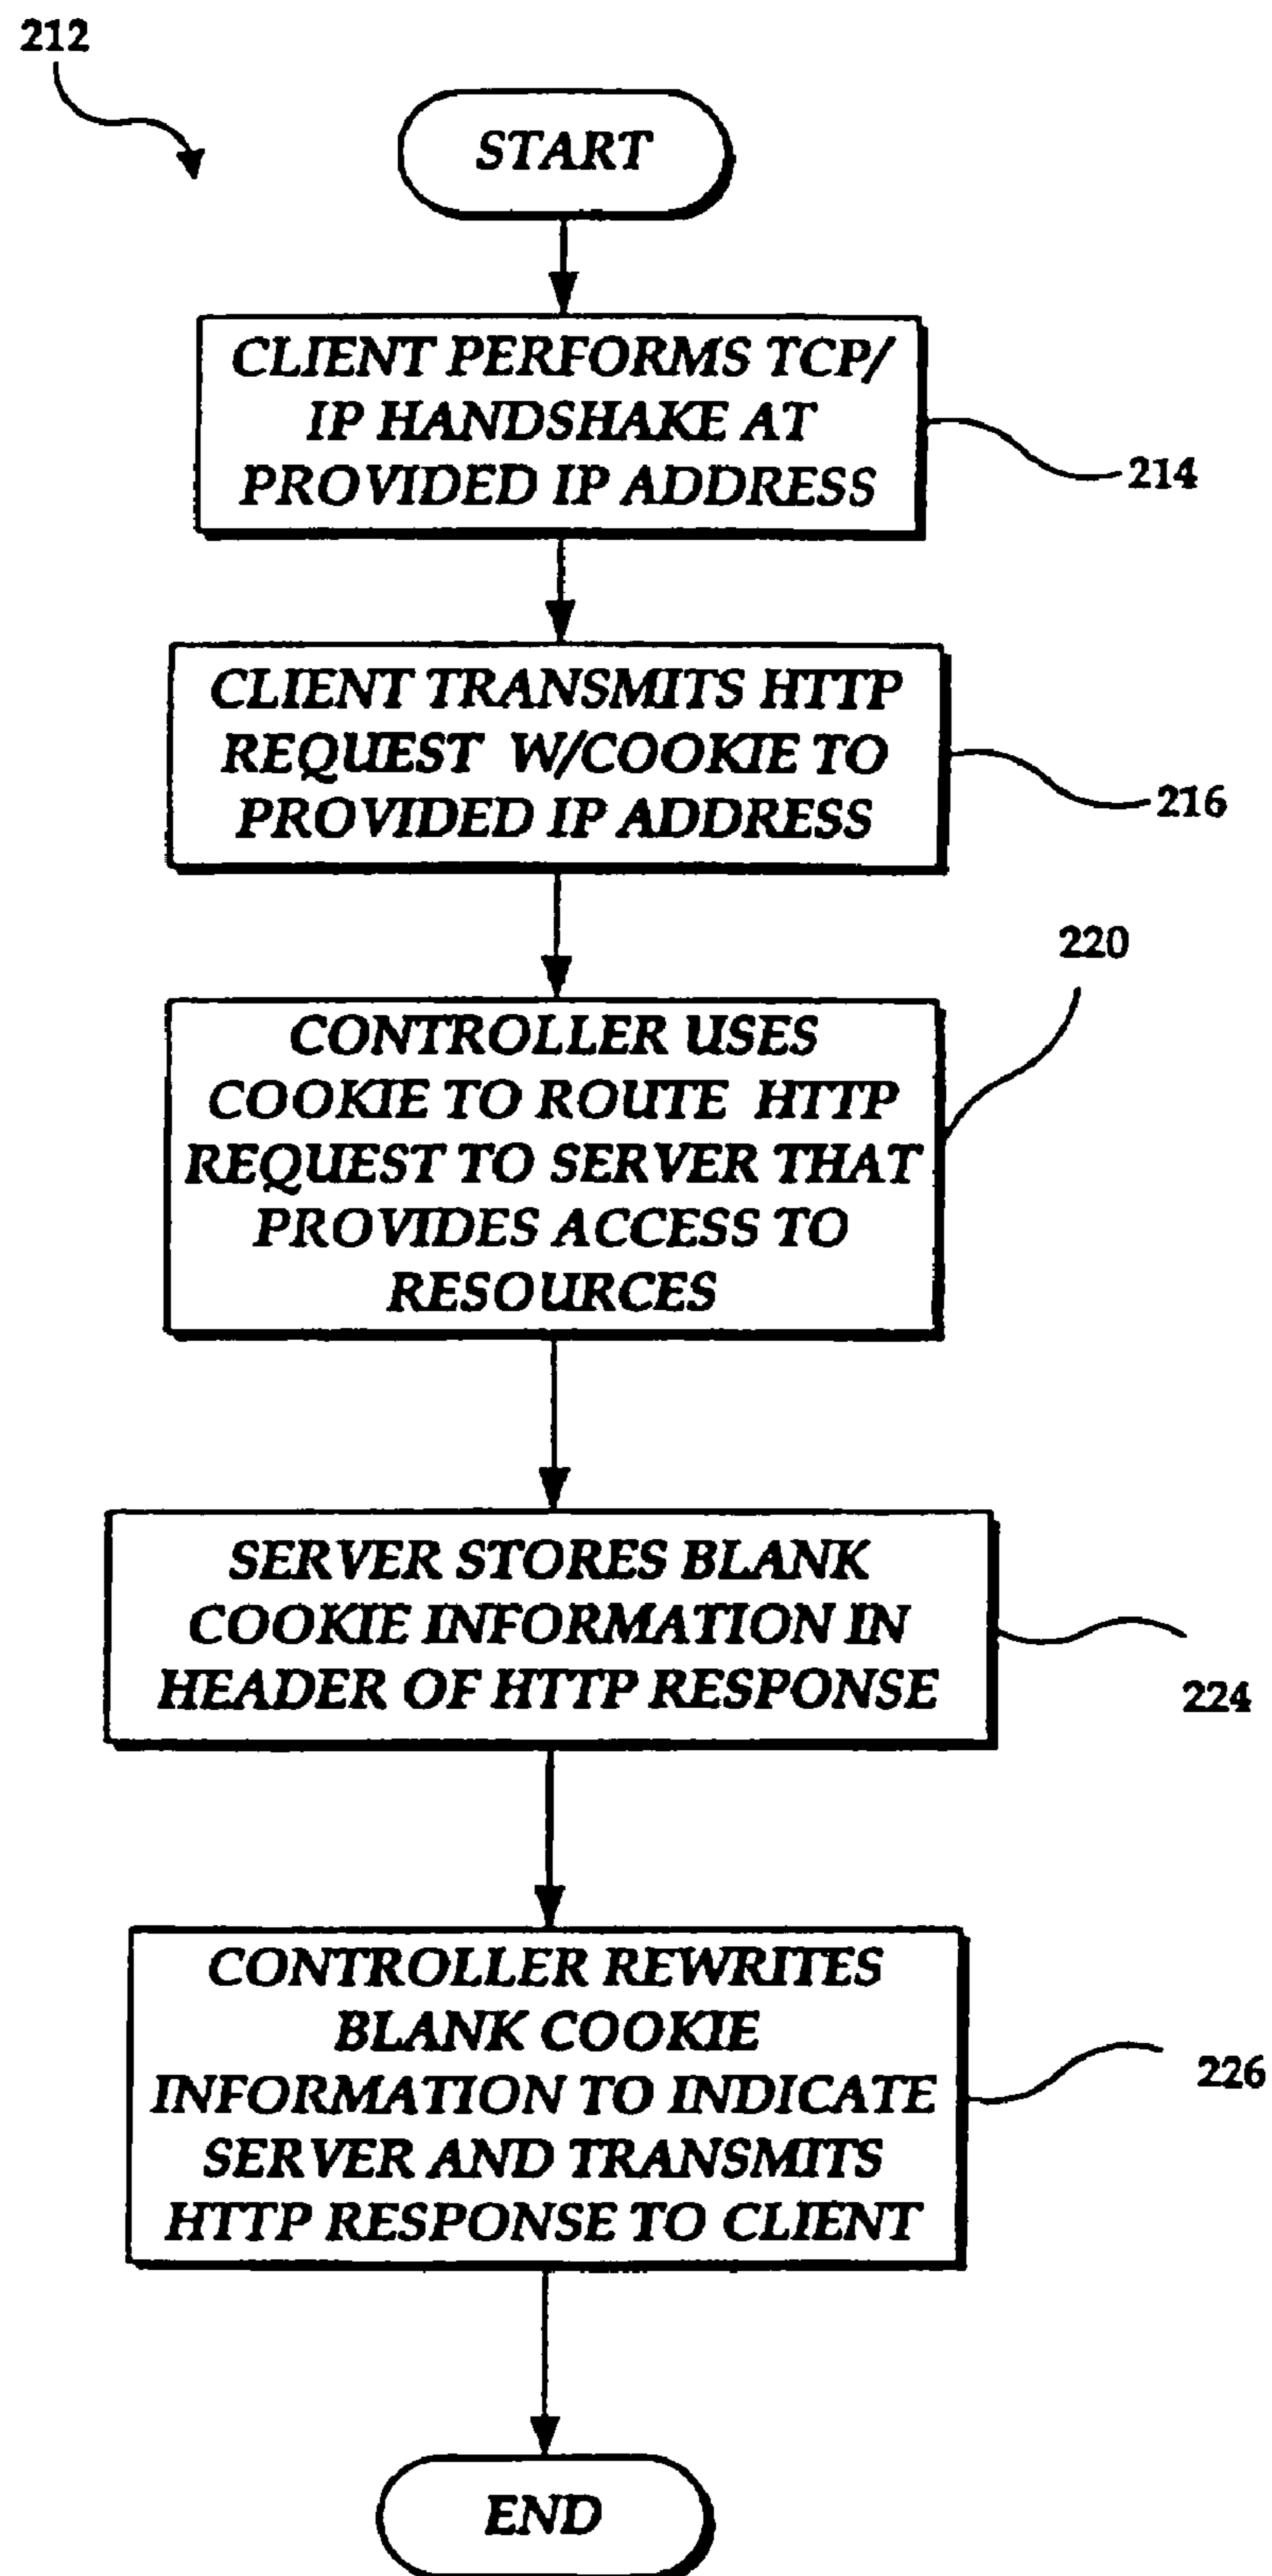 212
START
CLIENT PERFORMS TCP/
IP HANDSHAKE AT
PROVIDED IP ADDRESS
214
CLIENT TRANSMITS HTTP
REQUEST W/COOKIE TO
PROVIDED IP ADDRESS
216
220
CONTROLLER USES
COOKIE TO ROUTE HTTP
REQUEST TO SERVER THAT
PROVIDES ACCESS TO
RESOURCES
SERVER STORES BLANK
COOKIE INFORMATION IN
HEADER OF HTTP RESPONSE
224
CONTROLLER REWRITES
BLANK COOKIE
INFORMATION TO INDICATE
SERVER AND TRANSMITS
HTTP RESPONSE TO CLIENT
226
END